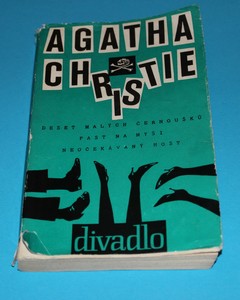 AGATHA
CHRISTIE
DESET MALÝCH ČERNOUŠKŮ
PAST NA MYŠI
NEOČEKÁVANÝ HOST
divadlo